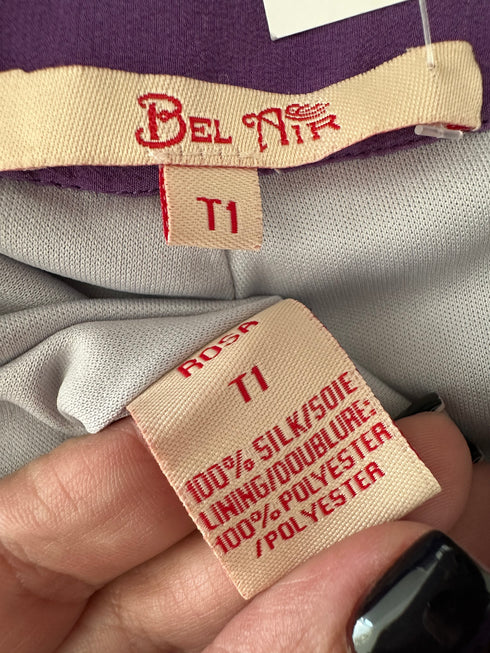 BEL AIR
T1
ROSA
T1
100% SILK/SOIE
LINING/DOUBLURE:
100% POLYESTER
/POLYESTER